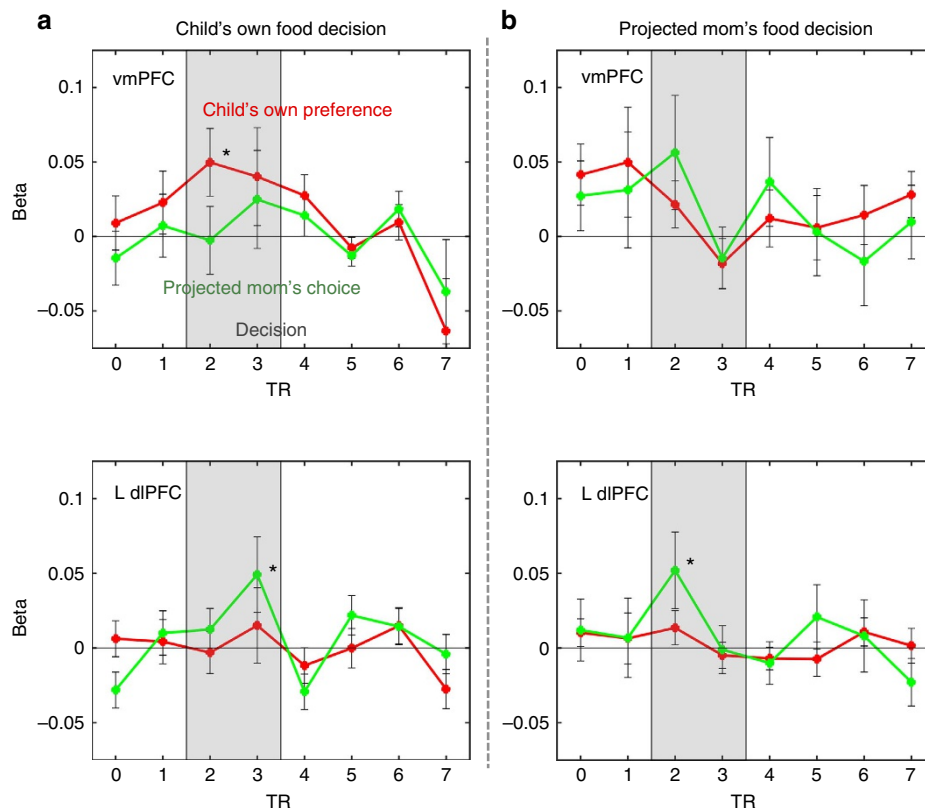 a
Child's own food decision
vmPFC
Child's own preference
*
Projected mom's choice
Decision
0.1
0.05
0
–0.05
Beta
0 1 2 3 4 5 6 7
TR
b
Projected mom's food decision
vmPFC
0.1
0.05
0
–0.05
0 1 2 3 4 5 6 7
TR
L dlPFC
*
0.1
0.05
0
–0.05
Beta
0 1 2 3 4 5 6 7
TR
L dlPFC
*
0.1
0.05
0
–0.05
Beta
0 1 2 3 4 5 6 7
TR